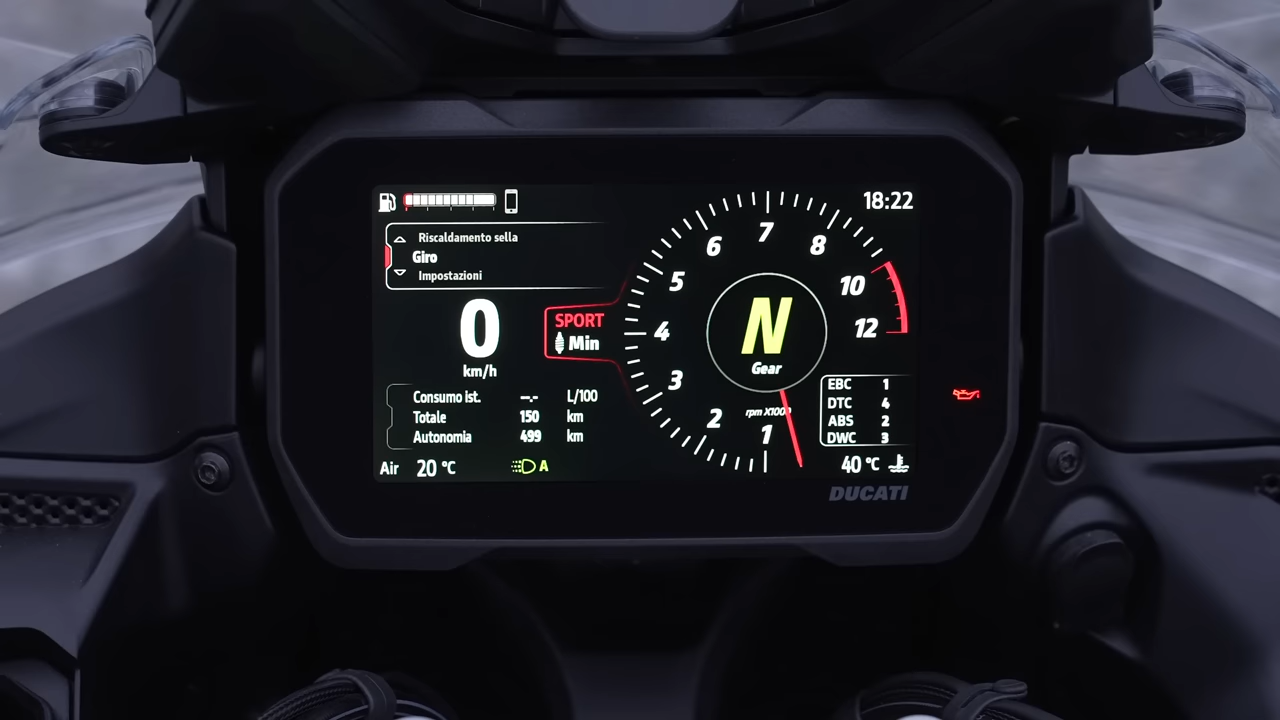 18:22
Riscaldamento sella
Giro
Impostazioni
0
km/h
SPORT
Min
Consumo ist. --.- L/100
Totale 150 km
Autonomia 499 km
Air 20 °C
A
1
2
3
4
5
6
7
8
10
12
N
Gear
rpm X1000
EBC 1
DTC 4
ABS 2
DWC 3
40 °C
DUCATI